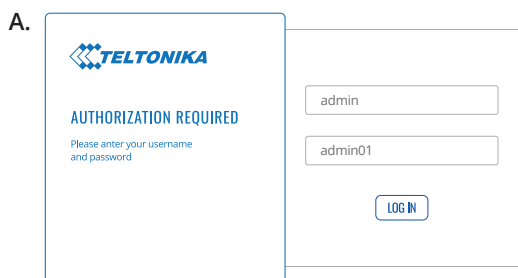 A.
TELTONIKA
AUTHORIZATION REQUIRED
Please anter your username
and password
admin
admin01
LOG IN